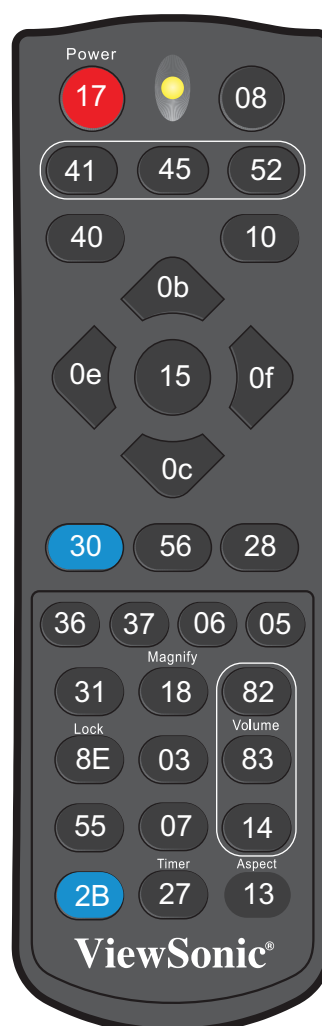 Power
17
08
41 45 52
40 10
0b
0e 15 0f
0c
30 56 28
36 37 06 05
Magnify
31 18 82
Lock Volume
8E 03 83
55 07 14
Timer Aspect
2B 27 13
ViewSonic®